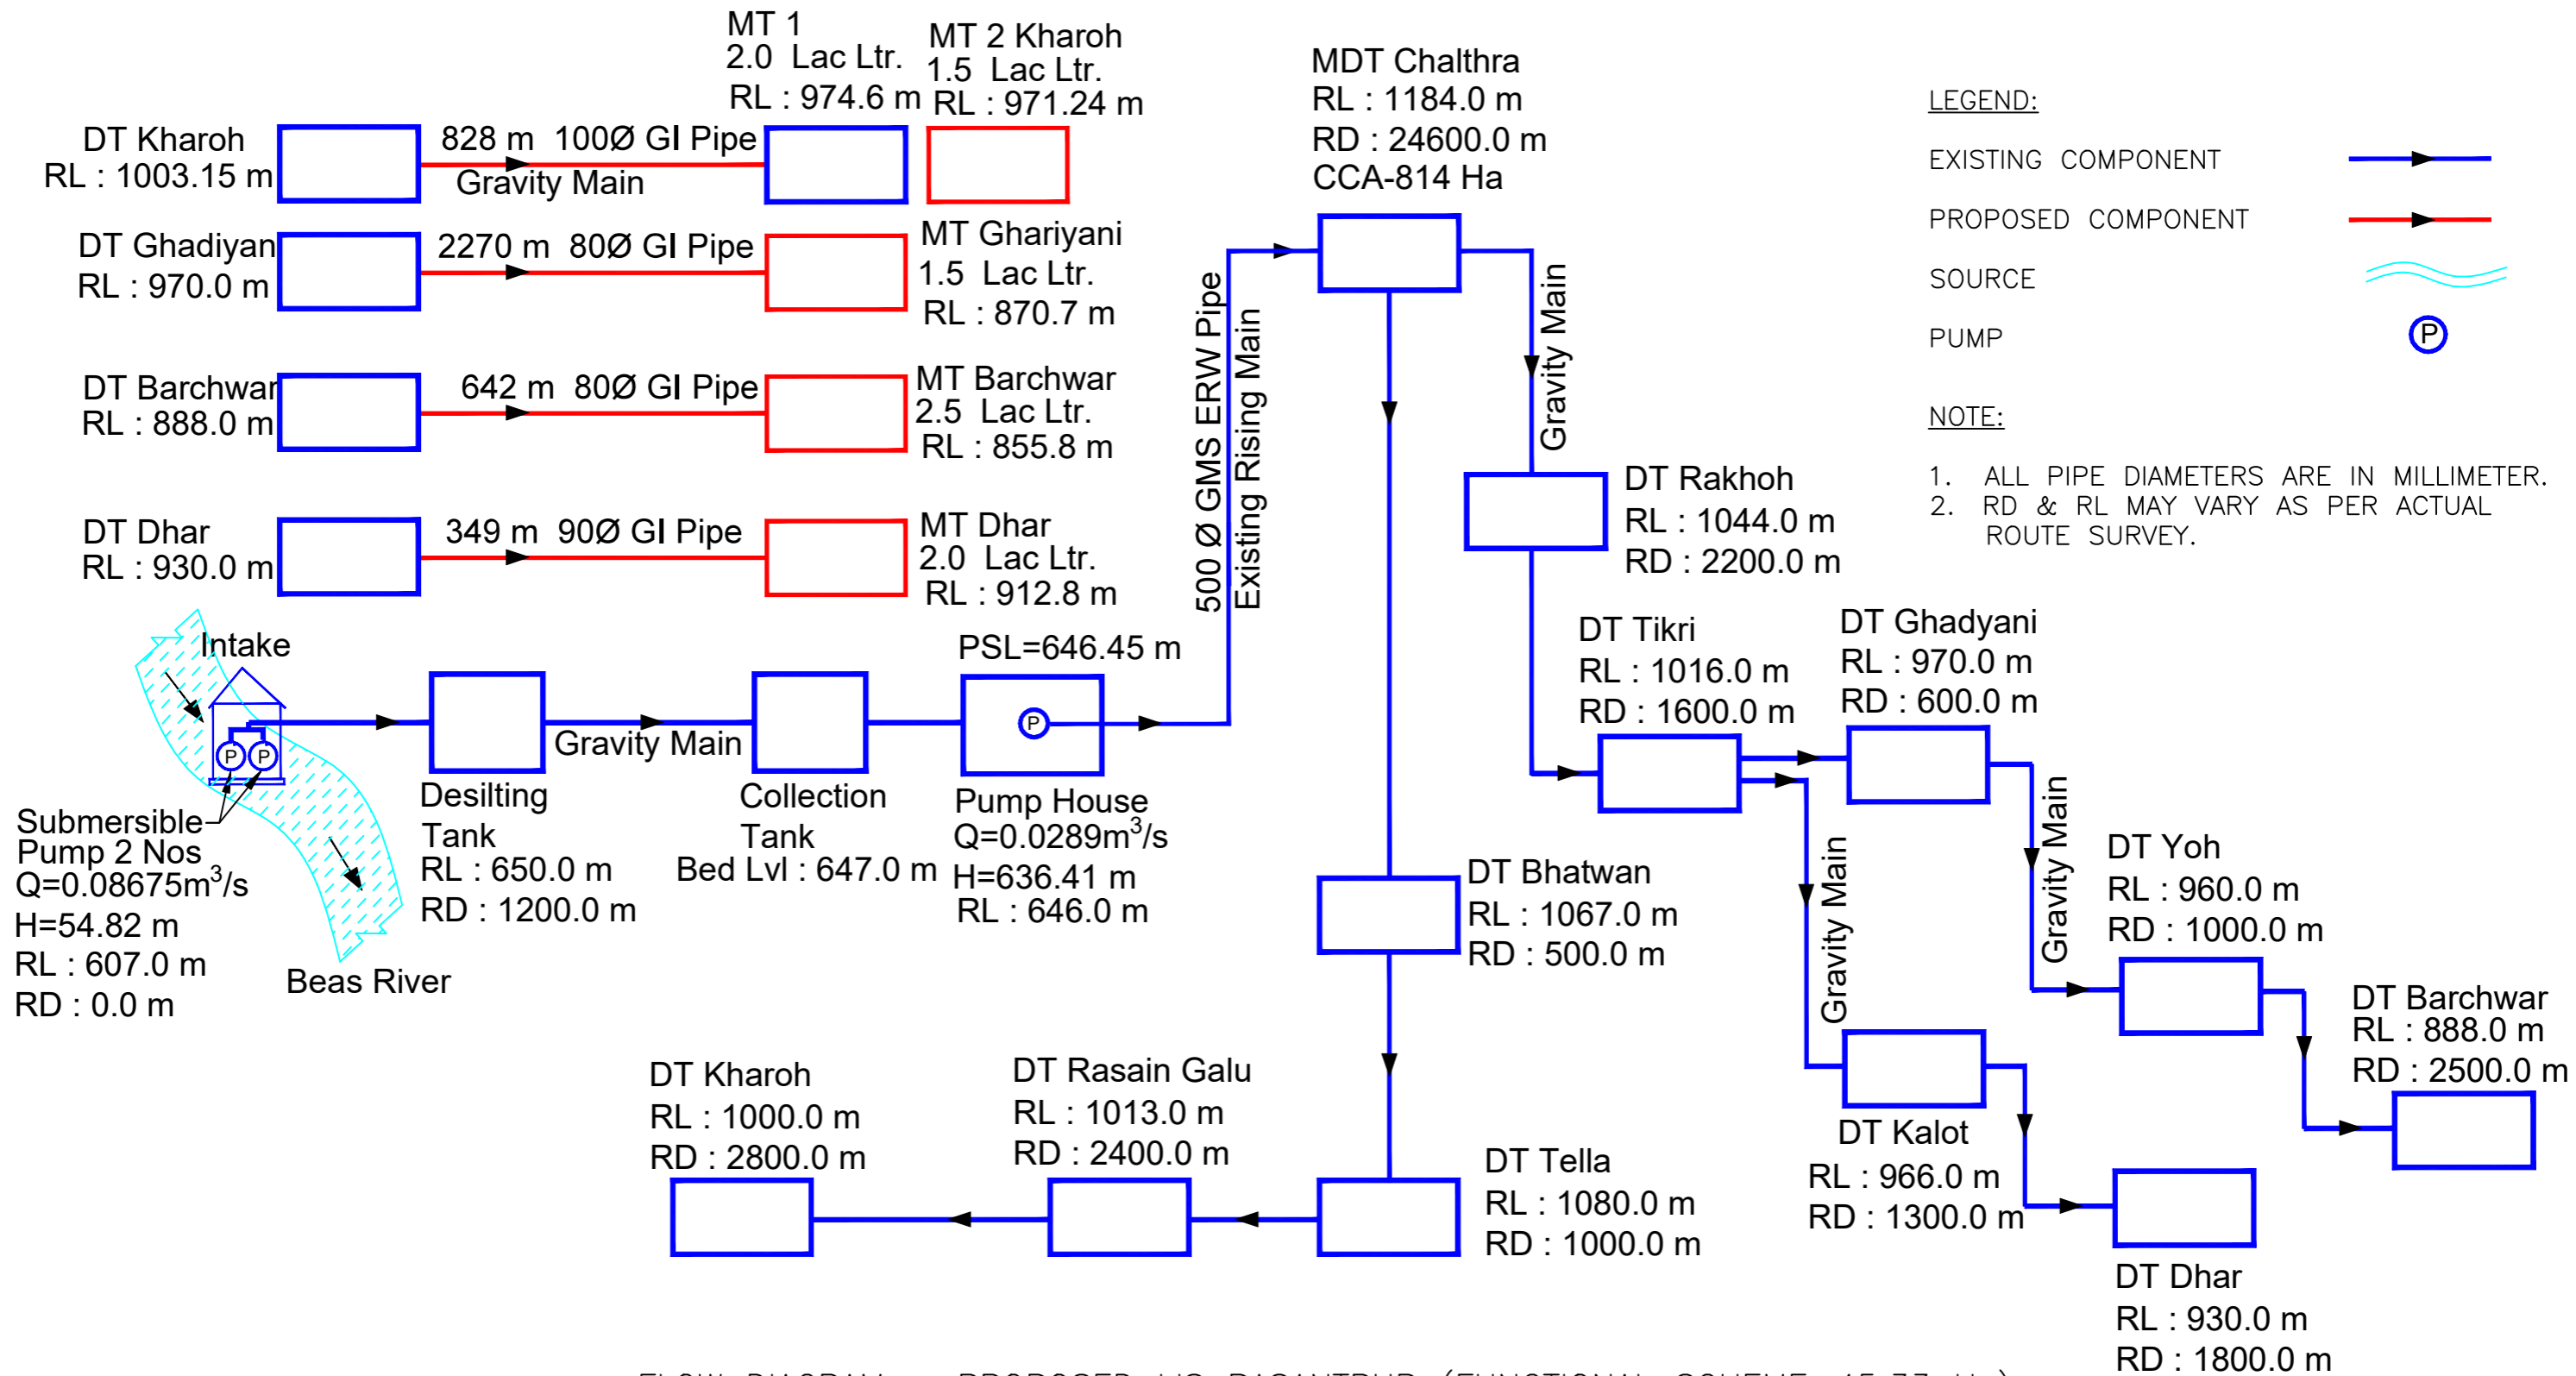 MT 1
2.0 Lac Ltr.
RL : 974.6 m
MT 2 Kharoh
1.5 Lac Ltr.
RL : 971.24 m
DT Kharoh
RL : 1003.15 m
828 m 100Ø GI Pipe
Gravity Main
DT Ghadiyan
RL : 970.0 m
2270 m 80Ø GI Pipe
MT Ghariyani
1.5 Lac Ltr.
RL : 870.7 m
DT Barchwar
RL : 888.0 m
642 m 80Ø GI Pipe
MT Barchwar
2.5 Lac Ltr.
RL : 855.8 m
DT Dhar
RL : 930.0 m
349 m 90Ø GI Pipe
MT Dhar
2.0 Lac Ltr.
RL : 912.8 m
MDT Chalthra
RL : 1184.0 m
RD : 24600.0 m
CCA-814 Ha
LEGEND:
EXISTING COMPONENT
PROPOSED COMPONENT
SOURCE
PUMP
P
NOTE:
1. ALL PIPE DIAMETERS ARE IN MILLIMETER.
2. RD & RL MAY VARY AS PER ACTUAL
ROUTE SURVEY.
500 Ø GMS ERW Pipe
Existing Rising Main
Gravity Main
DT Rakhoh
RL : 1044.0 m
RD : 2200.0 m
Intake
P P
Submersible
Pump 2 Nos
Q=0.08675m³/s
H=54.82 m
RL : 607.0 m
RD : 0.0 m
Beas River
Desilting
Tank
RL : 650.0 m
RD : 1200.0 m
Gravity Main
Collection
Tank
Bed Lvl : 647.0 m
PSL=646.45 m
P
Pump House
Q=0.0289m³/s
H=636.41 m
RL : 646.0 m
DT Tikri
RL : 1016.0 m
RD : 1600.0 m
DT Ghadyani
RL : 970.0 m
RD : 600.0 m
Gravity Main
Gravity Main
DT Yoh
RL : 960.0 m
RD : 1000.0 m
DT Barchwar
RL : 888.0 m
RD : 2500.0 m
DT Bhatwan
RL : 1067.0 m
RD : 500.0 m
DT Kharoh
RL : 1000.0 m
RD : 2800.0 m
DT Rasain Galu
RL : 1013.0 m
RD : 2400.0 m
DT Tella
RL : 1080.0 m
RD : 1000.0 m
DT Kalot
RL : 966.0 m
RD : 1300.0 m
DT Dhar
RL : 930.0 m
RD : 1800.0 m
FLOW DIAGRAM PROPOSED LIS BASANTPUR (FUNCTIONAL SCHEME